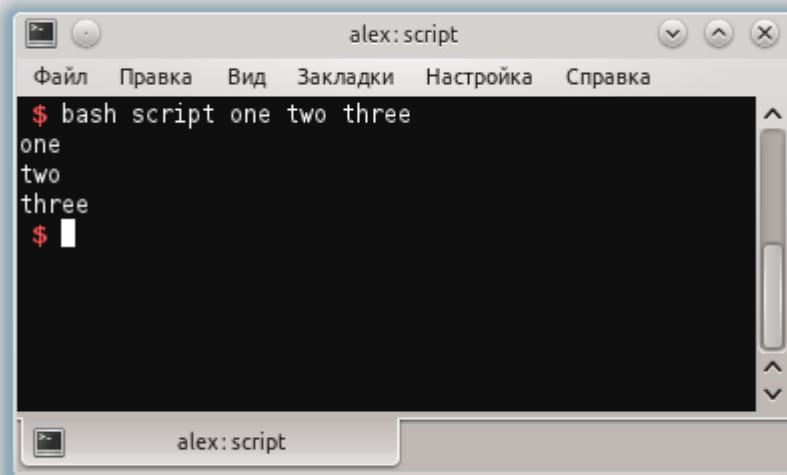 alex: script
Файл Правка Вид Закладки Настройка Справка
$ bash script one two three
one
two
three
$
alex: script